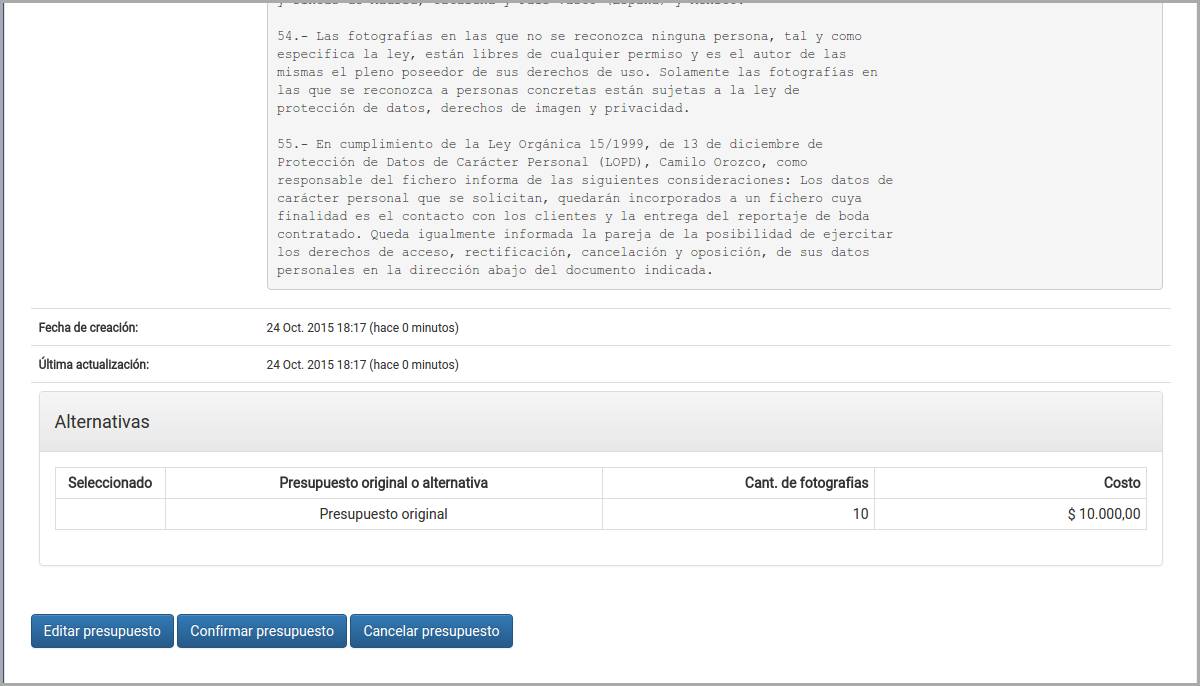 54.- Las fotografías en las que no se reconozca ninguna persona, tal y como
especifica la ley, están libres de cualquier permiso y es el autor de las
mismas el pleno poseedor de sus derechos de uso. Solamente las fotografías en
las que se reconozca a personas concretas están sujetas a la ley de
protección de datos, derechos de imagen y privacidad.
55.- En cumplimiento de la Ley Orgánica 15/1999, de 13 de diciembre de
Protección de Datos de Carácter Personal (LOPD), Camilo Orozco, como
responsable del fichero informa de las siguientes consideraciones: Los datos de
carácter personal que se solicitan, quedarán incorporados a un fichero cuya
finalidad es el contacto con los clientes y la entrega del reportaje de boda
contratado. Queda igualmente informada la pareja de la posibilidad de ejercitar
los derechos de acceso, rectificación, cancelación y oposición, de sus datos
personales en la dirección abajo del documento indicada.
Fecha de creación: 24 Oct. 2015 18:17 (hace 0 minutos)
Última actualización: 24 Oct. 2015 18:17 (hace 0 minutos)
Alternativas
Seleccionado Presupuesto original o alternativa Cant. de fotografias Costo
Presupuesto original 10 $ 10.000,00
Editar presupuesto Confirmar presupuesto Cancelar presupuesto